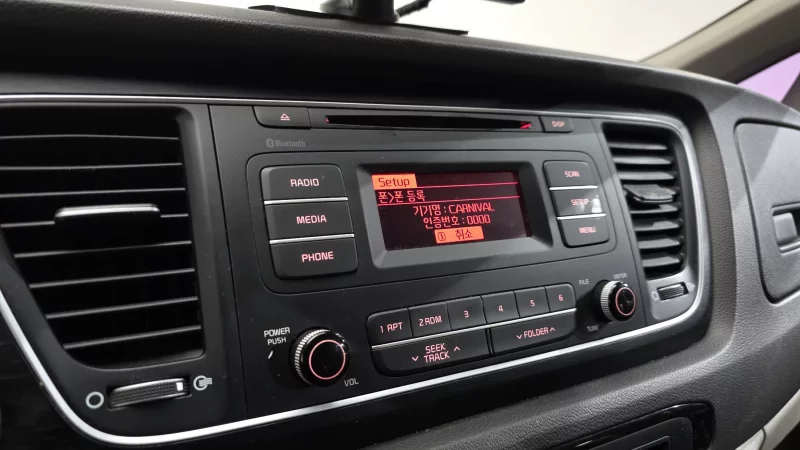 DISP
Bluetooth
RADIO
MEDIA
PHONE
Setup
폰>폰 등록
기기명 : CARNIVAL
인증번호 : 0000
① 취소
SCAN
SETUP
MENU
POWER
PUSH
VOL
1 RPT
2 RDM
3
4
5
6
SEEK
TRACK
FOLDER
FILE
ENTER
TUNE